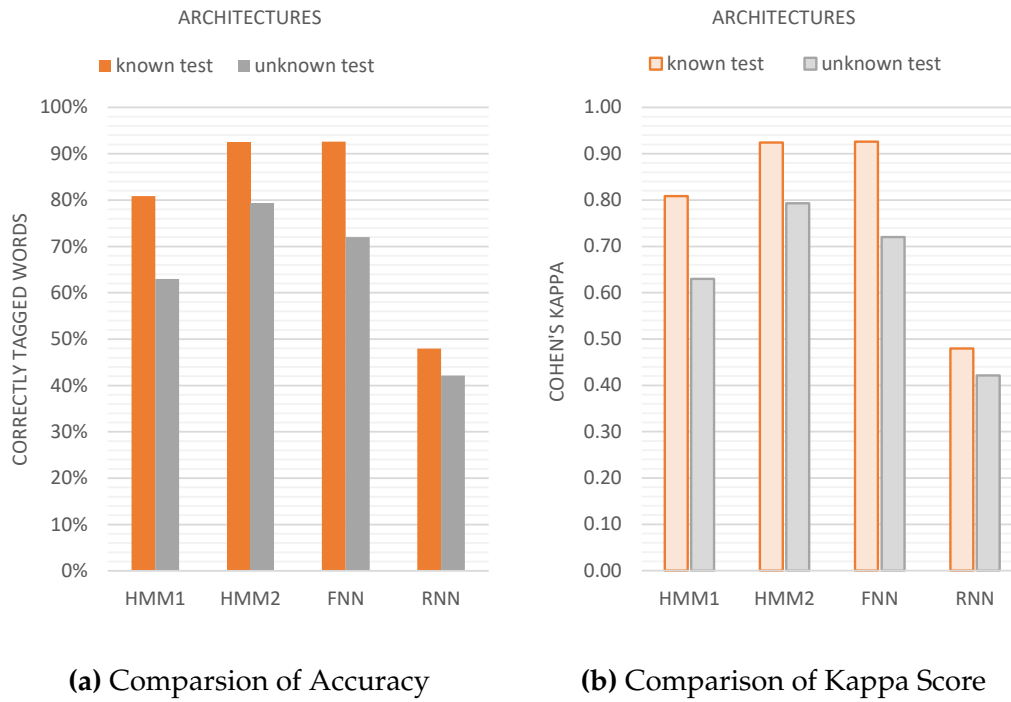 ARCHITECTURES
known test unknown test
CORRECTLY TAGGED WORDS
100%
90%
80%
70%
60%
50%
40%
30%
20%
10%
0%
HMM1 HMM2 FNN RNN
(a) Comparsion of Accuracy
ARCHITECTURES
known test unknown test
COHEN'S KAPPA
1.00
0.90
0.80
0.70
0.60
0.50
0.40
0.30
0.20
0.10
0.00
HMM1 HMM2 FNN RNN
(b) Comparison of Kappa Score